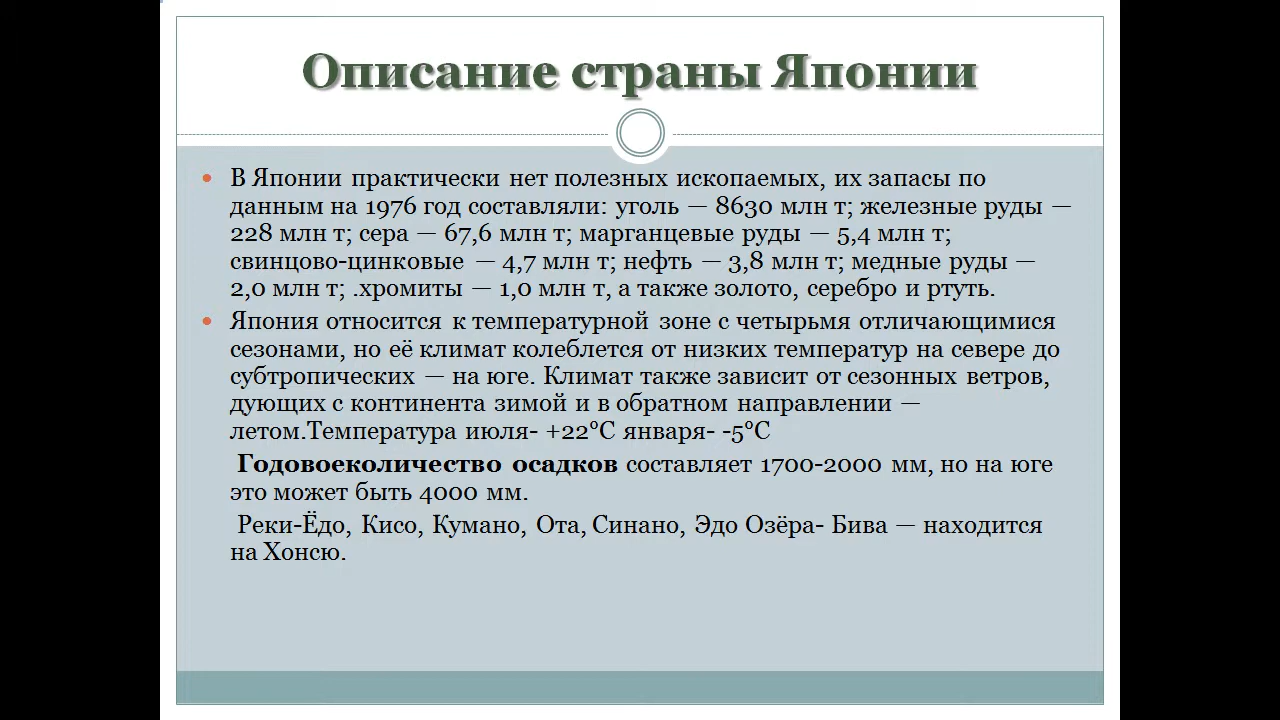 Описание страны Японии
• В Японии практически нет полезных ископаемых, их запасы по
данным на 1976 год составляли: уголь — 8630 млн т; железные руды —
228 млн т; сера — 67,6 млн т; марганцевые руды — 5,4 млн т;
свинцово-цинковые — 4,7 млн т; нефть — 3,8 млн т; медные руды —
2,0 млн т; .хромиты — 1,0 млн т, а также золото, серебро и ртуть.
• Япония относится к температурной зоне с четырьмя отличающимися
сезонами, но её климат колеблется от низких температур на севере до
субтропических — на юге. Климат также зависит от сезонных ветров,
дующих с континента зимой и в обратном направлении —
летом.Температура июля- +22°С января- -5°С
Годовоеколичество осадков составляет 1700-2000 мм, но на юге
это может быть 4000 мм.
Реки-Ёдо, Кисо, Кумано, Ота, Синано, Эдо Озёра- Бива — находится
на Хонсю.